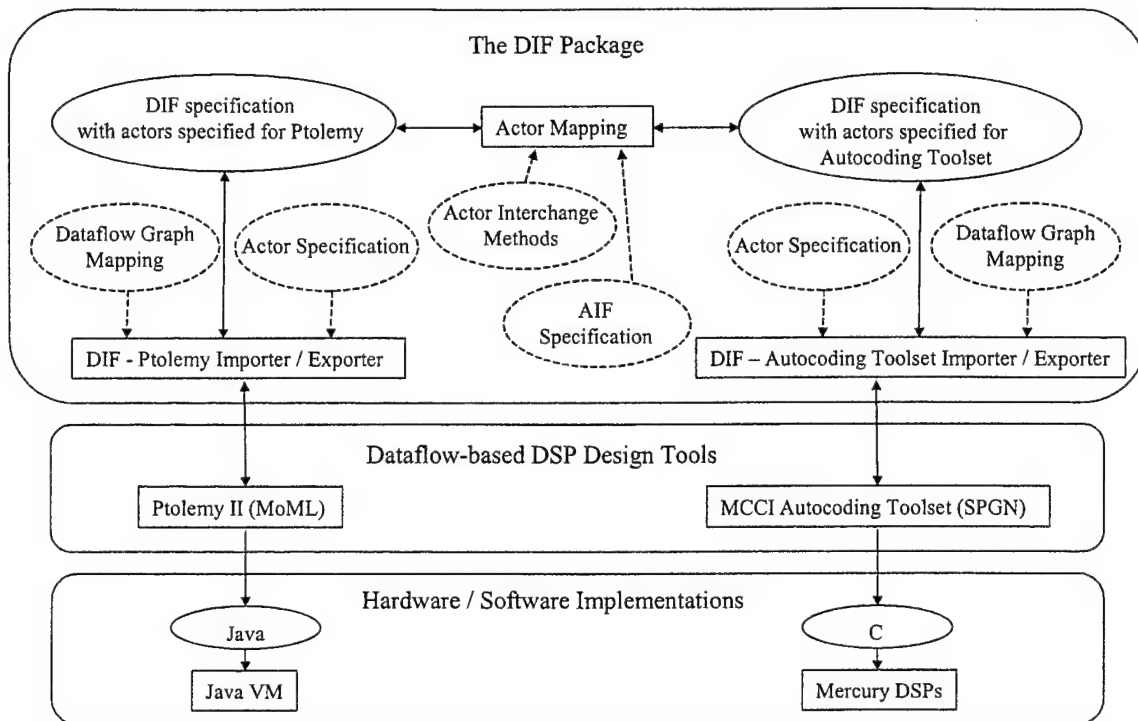 The DIF Package
DIF specification
with actors specified for Ptolemy
Actor Mapping
DIF specification
with actors specified for
Autocoding Toolset
Dataflow Graph
Mapping
Actor Specification
Actor Interchange
Methods
AIF
Specification
Actor Specification
Dataflow Graph
Mapping
DIF - Ptolemy Importer / Exporter
DIF – Autocoding Toolset Importer / Exporter
Dataflow-based DSP Design Tools
Ptolemy II (MoML)
MCCI Autocoding Toolset (SPGN)
Hardware / Software Implementations
Java
C
Java VM
Mercury DSPs